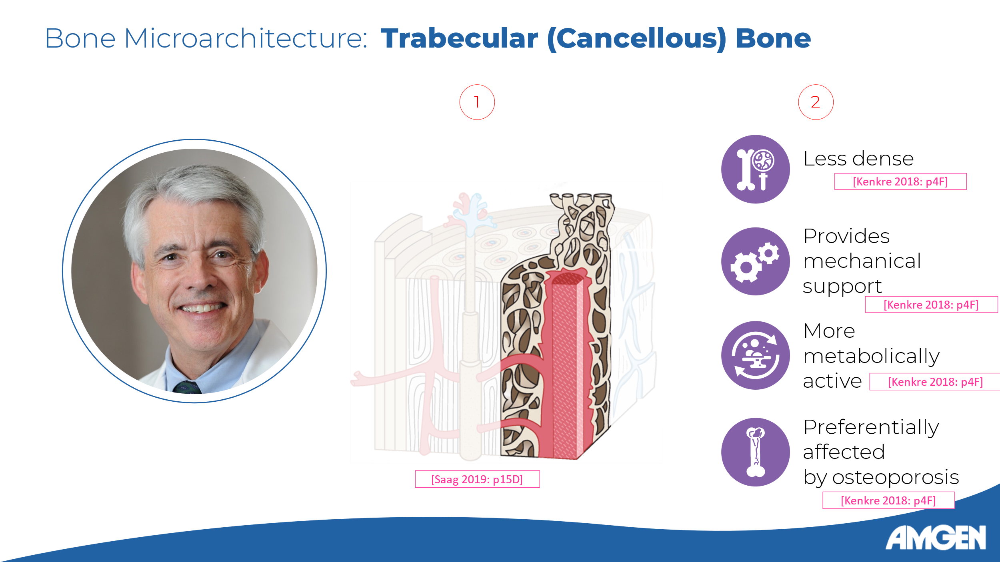 Bone Microarchitecture: Trabecular (Cancellous) Bone
1
2
Less dense
[Kenkre 2018: p4F]
Provides
mechanical
support
[Kenkre 2018: p4F]
More
metabolically
active [Kenkre 2018: p4F]
Preferentially
affected
by osteoporosis
[Kenkre 2018: p4F]
[Saag 2019: p15D]
AMGEN